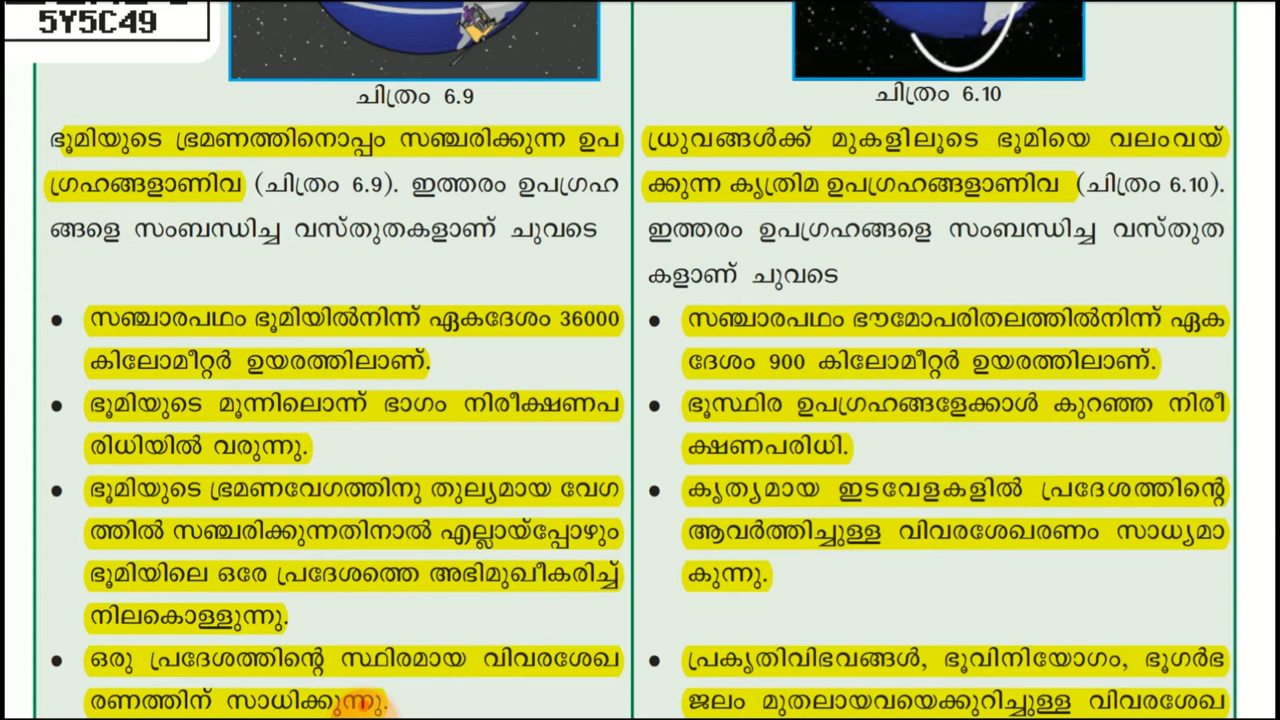 5Y5C49
ചിത്രം 6.9
ഭൂമിയുടെ ഭ്രമണത്തിനൊപ്പം സഞ്ചരിക്കുന്ന ഉപ
ഗ്രഹങ്ങളാണിവ (ചിത്രം 6.9). ഇത്തരം ഉപഗ്രഹ
ങ്ങളെ സംബന്ധിച്ച വസ്തുതകളാണ് ചുവടെ
• സഞ്ചാരപഥം ഭൂമിയിൽനിന്ന് ഏകദേശം 36000
കിലോമീറ്റർ ഉയരത്തിലാണ്.
• ഭൂമിയുടെ മൂന്നിലൊന്ന് ഭാഗം നിരീക്ഷണപ
രിധിയിൽ വരുന്നു.
• ഭൂമിയുടെ ഭ്രമണവേഗത്തിനു തുല്യമായ വേഗ
ത്തിൽ സഞ്ചരിക്കുന്നതിനാൽ എല്ലായ്പ്പോഴും
ഭൂമിയിലെ ഒരേ പ്രദേശത്തെ അഭിമുഖീകരിച്ച്
നിലകൊള്ളുന്നു.
• ഒരു പ്രദേശത്തിന്റെ സ്ഥിരമായ വിവരശേഖ
രണത്തിന് സാധിക്കുന്നു.
ചിത്രം 6.10
ധ്രുവങ്ങൾക്ക് മുകളിലൂടെ ഭൂമിയെ വലംവയ്
ക്കുന്ന കൃത്രിമ ഉപഗ്രഹങ്ങളാണിവ (ചിത്രം 6.10).
ഇത്തരം ഉപഗ്രഹങ്ങളെ സംബന്ധിച്ച വസ്തുത
കളാണ് ചുവടെ
• സഞ്ചാരപഥം ഭൗമോപരിതലത്തിൽനിന്ന് ഏക
ദേശം 900 കിലോമീറ്റർ ഉയരത്തിലാണ്.
• ഭൂസ്ഥിര ഉപഗ്രഹങ്ങളേക്കാൾ കുറഞ്ഞ നിരീ
ക്ഷണപരിധി.
• കൃത്യമായ ഇടവേളകളിൽ പ്രദേശത്തിന്റെ
ആവർത്തിച്ചുള്ള വിവരശേഖരണം സാധ്യമാ
കുന്നു.
• പ്രകൃതിവിഭവങ്ങൾ, ഭൂവിനിയോഗം, ഭൂഗർഭ
ജലം മുതലായവയെക്കുറിച്ചുള്ള വിവരശേഖ